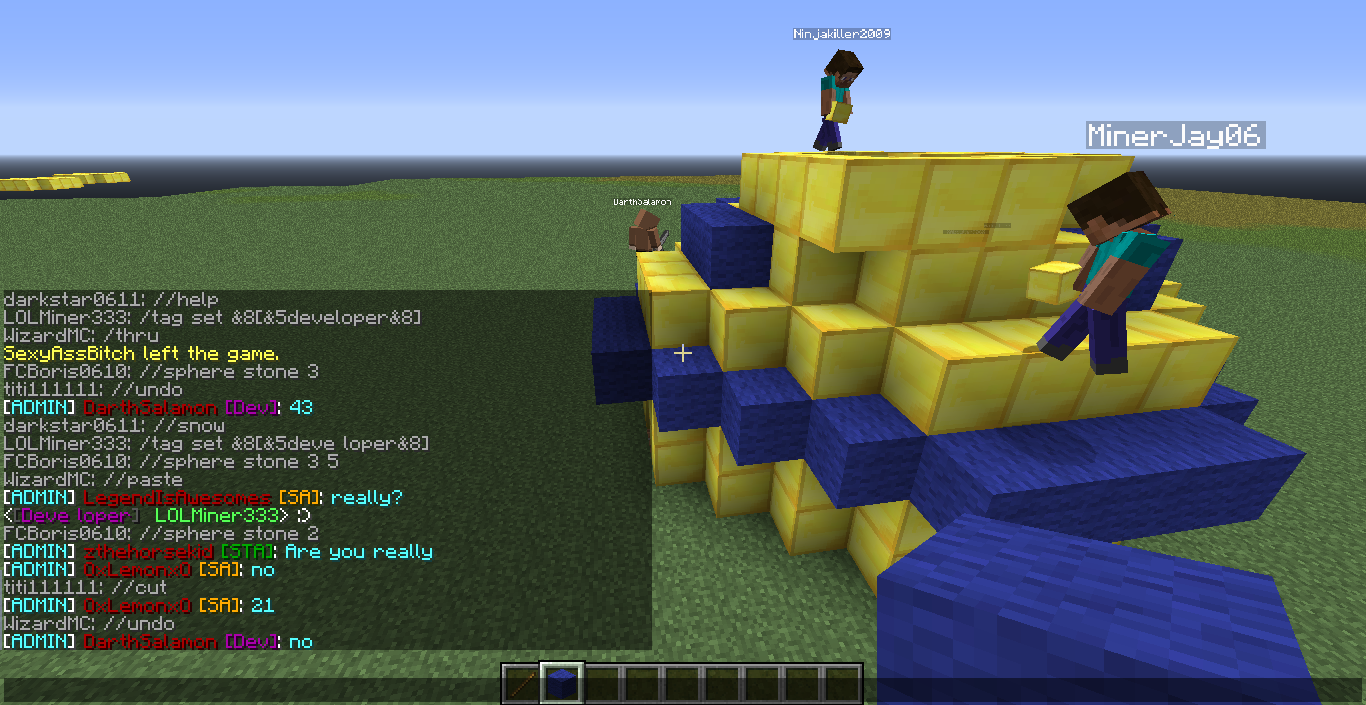 Ninjakiller2009
MinerJay06
DarthSalamon
darkstar0611: //help
LOLMiner333: /tag set &8[&5developer&8]
WizardMC: /thru
SexyAssBitch left the game.
FCBoris0610: //sphere stone 3
titi111111: //undo
[ADMIN] DarthSalamon [Dev]: 43
darkstar0611: //snow
LOLMiner333: /tag set &8[&5deve loper&8]
FCBoris0610: //sphere stone 3 5
WizardMC: //paste
[ADMIN] LegendIsAwesomes [SA]: really?
<[Deve loper] LOLMiner333> :)
FCBoris0610: //sphere stone 2
[ADMIN] zthehorsekid [STA]: Are you really
[ADMIN] 0xLemonx0 [SA]: no
titi111111: //cut
[ADMIN] 0xLemonx0 [SA]: 21
WizardMC: //undo
[ADMIN] DarthSalamon [Dev]: no